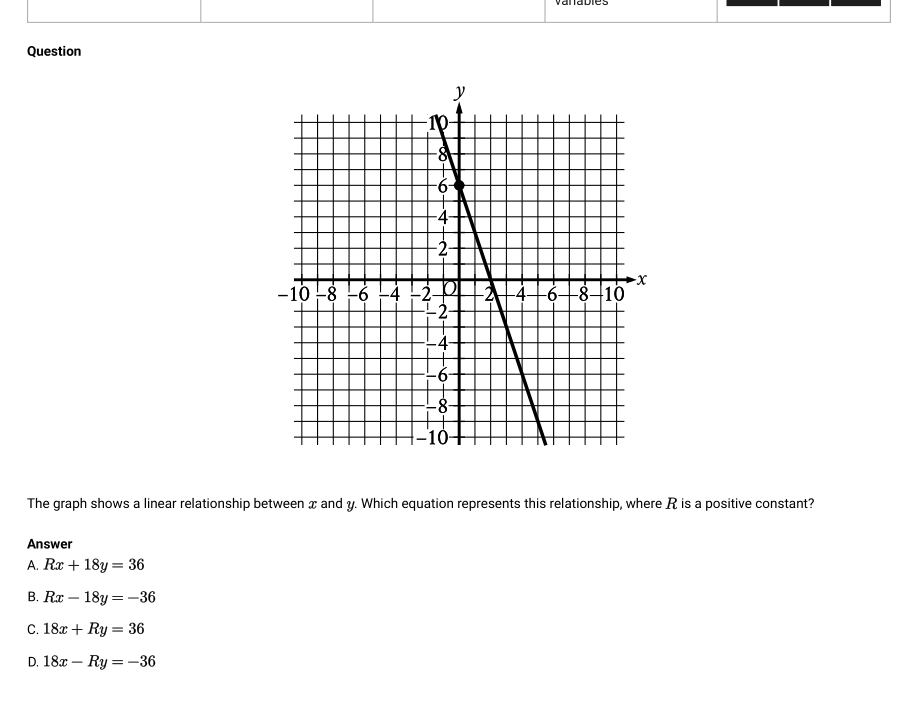 variables
Question
y
10
8
6
4
2
−10 −8 −6 −4 −2 O 2 4 6 8 10 x
−2
−4
−6
−8
−10
The graph shows a linear relationship between x and y. Which equation represents this relationship, where R is a positive constant?
Answer
A. Rx + 18y = 36
B. Rx − 18y = −36
C. 18x + Ry = 36
D. 18x − Ry = −36